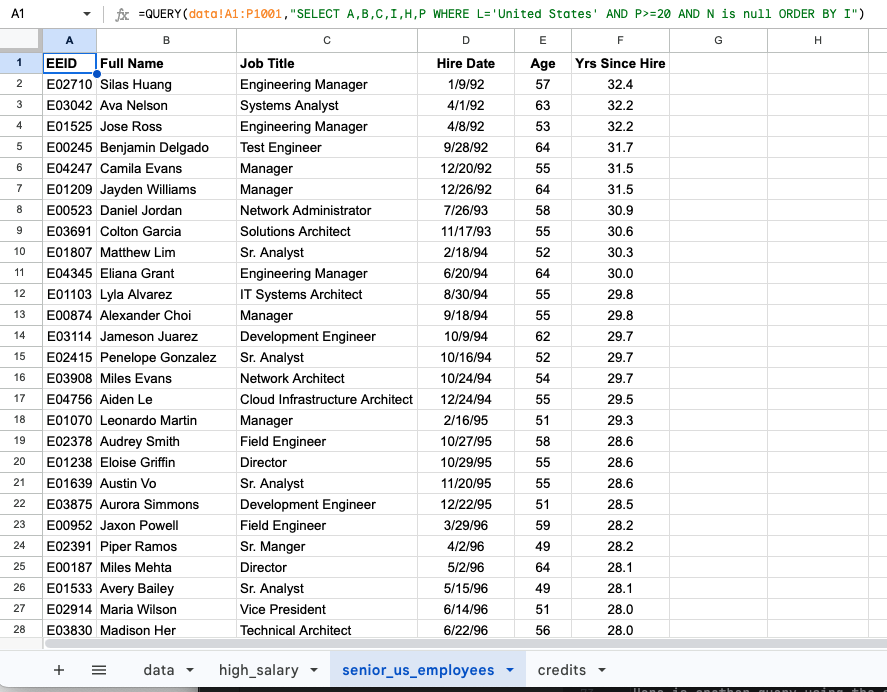 A1 fx =QUERY(data!A1:P1001,"SELECT A,B,C,I,H,P WHERE L='United States' AND P>=20 AND N is null ORDER BY I")
A B C D E F G H
1 EEID Full Name Job Title Hire Date Age Yrs Since Hire
2 E02710 Silas Huang Engineering Manager 1/9/92 57 32.4
3 E03042 Ava Nelson Systems Analyst 4/1/92 63 32.2
4 E01525 Jose Ross Engineering Manager 4/8/92 53 32.2
5 E00245 Benjamin Delgado Test Engineer 9/28/92 64 31.7
6 E04247 Camila Evans Manager 12/20/92 55 31.5
7 E01209 Jayden Williams Manager 12/26/92 64 31.5
8 E00523 Daniel Jordan Network Administrator 7/26/93 58 30.9
9 E03691 Colton Garcia Solutions Architect 11/17/93 55 30.6
10 E01807 Matthew Lim Sr. Analyst 2/18/94 52 30.3
11 E04345 Eliana Grant Engineering Manager 6/20/94 64 30.0
12 E01103 Lyla Alvarez IT Systems Architect 8/30/94 55 29.8
13 E00874 Alexander Choi Manager 9/18/94 55 29.8
14 E03114 Jameson Juarez Development Engineer 10/9/94 62 29.7
15 E02415 Penelope Gonzalez Sr. Analyst 10/16/94 52 29.7
16 E03908 Miles Evans Network Architect 10/24/94 54 29.7
17 E04756 Aiden Le Cloud Infrastructure Architect 12/24/94 55 29.5
18 E01070 Leonardo Martin Manager 2/16/95 51 29.3
19 E02378 Audrey Smith Field Engineer 10/27/95 58 28.6
20 E01238 Eloise Griffin Director 10/29/95 55 28.6
21 E01639 Austin Vo Sr. Analyst 11/20/95 55 28.6
22 E03875 Aurora Simmons Development Engineer 12/22/95 51 28.5
23 E00952 Jaxon Powell Field Engineer 3/29/96 59 28.2
24 E02391 Piper Ramos Sr. Manger 4/2/96 49 28.2
25 E00187 Miles Mehta Director 5/2/96 64 28.1
26 E01533 Avery Bailey Sr. Analyst 5/15/96 49 28.1
27 E02914 Maria Wilson Vice President 6/14/96 51 28.0
28 E03830 Madison Her Technical Architect 6/22/96 56 28.0
+ data high_salary senior_us_employees credits